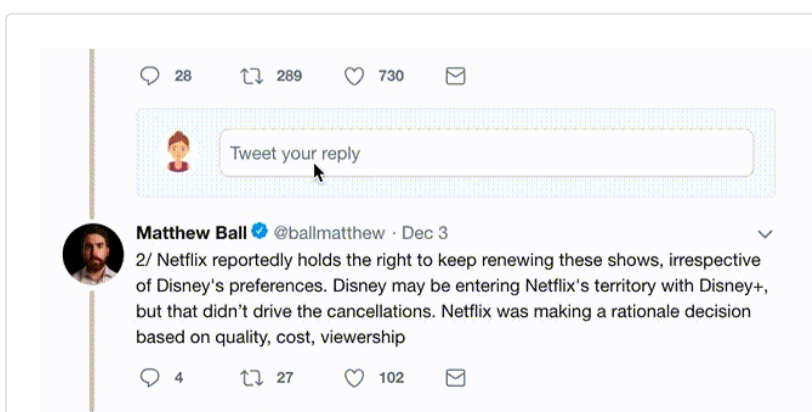 28 289 730
Tweet your reply
Matthew Ball @ballmatthew · Dec 3
2/ Netflix reportedly holds the right to keep renewing these shows, irrespective
of Disney's preferences. Disney may be entering Netflix's territory with Disney+,
but that didn't drive the cancellations. Netflix was making a rationale decision
based on quality, cost, viewership
4 27 102